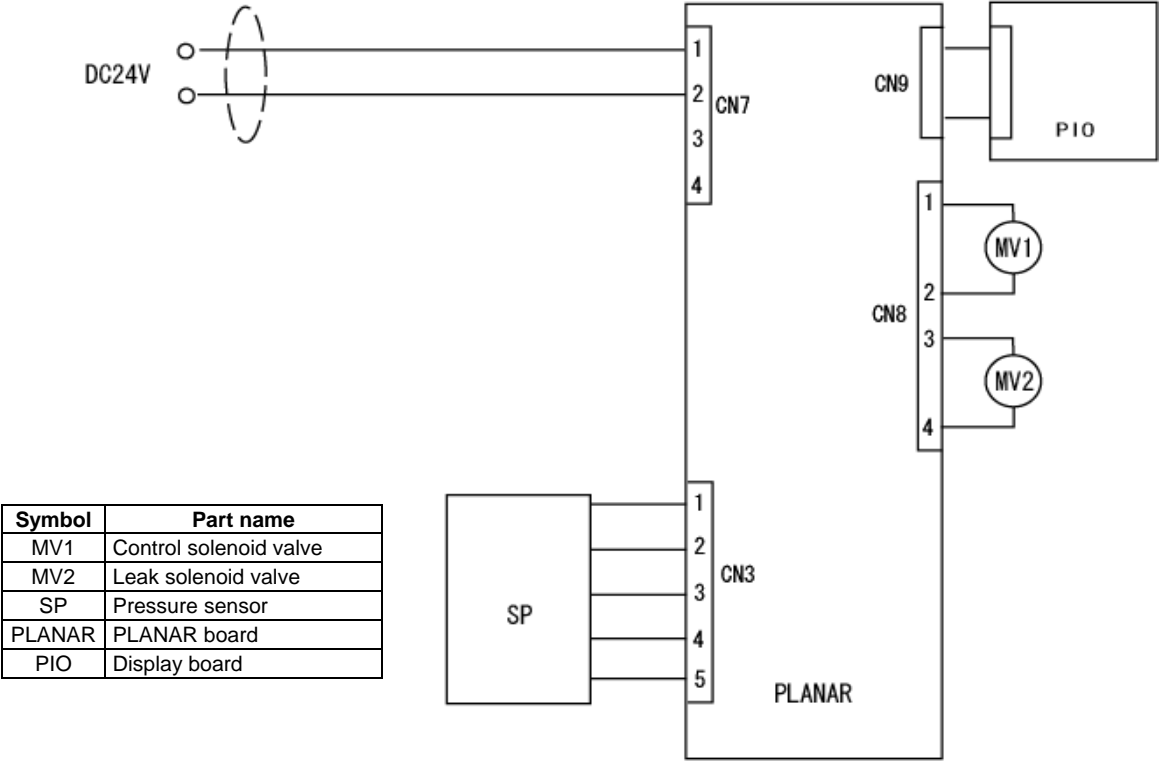 DC24V
1
2
3
4
CN7
CN9
PIO
1
2
3
4
CN8
MV1
MV2
SP
1
2
3
4
5
CN3
PLANAR
Symbol Part name
MV1 Control solenoid valve
MV2 Leak solenoid valve
SP Pressure sensor
PLANAR PLANAR board
PIO Display board